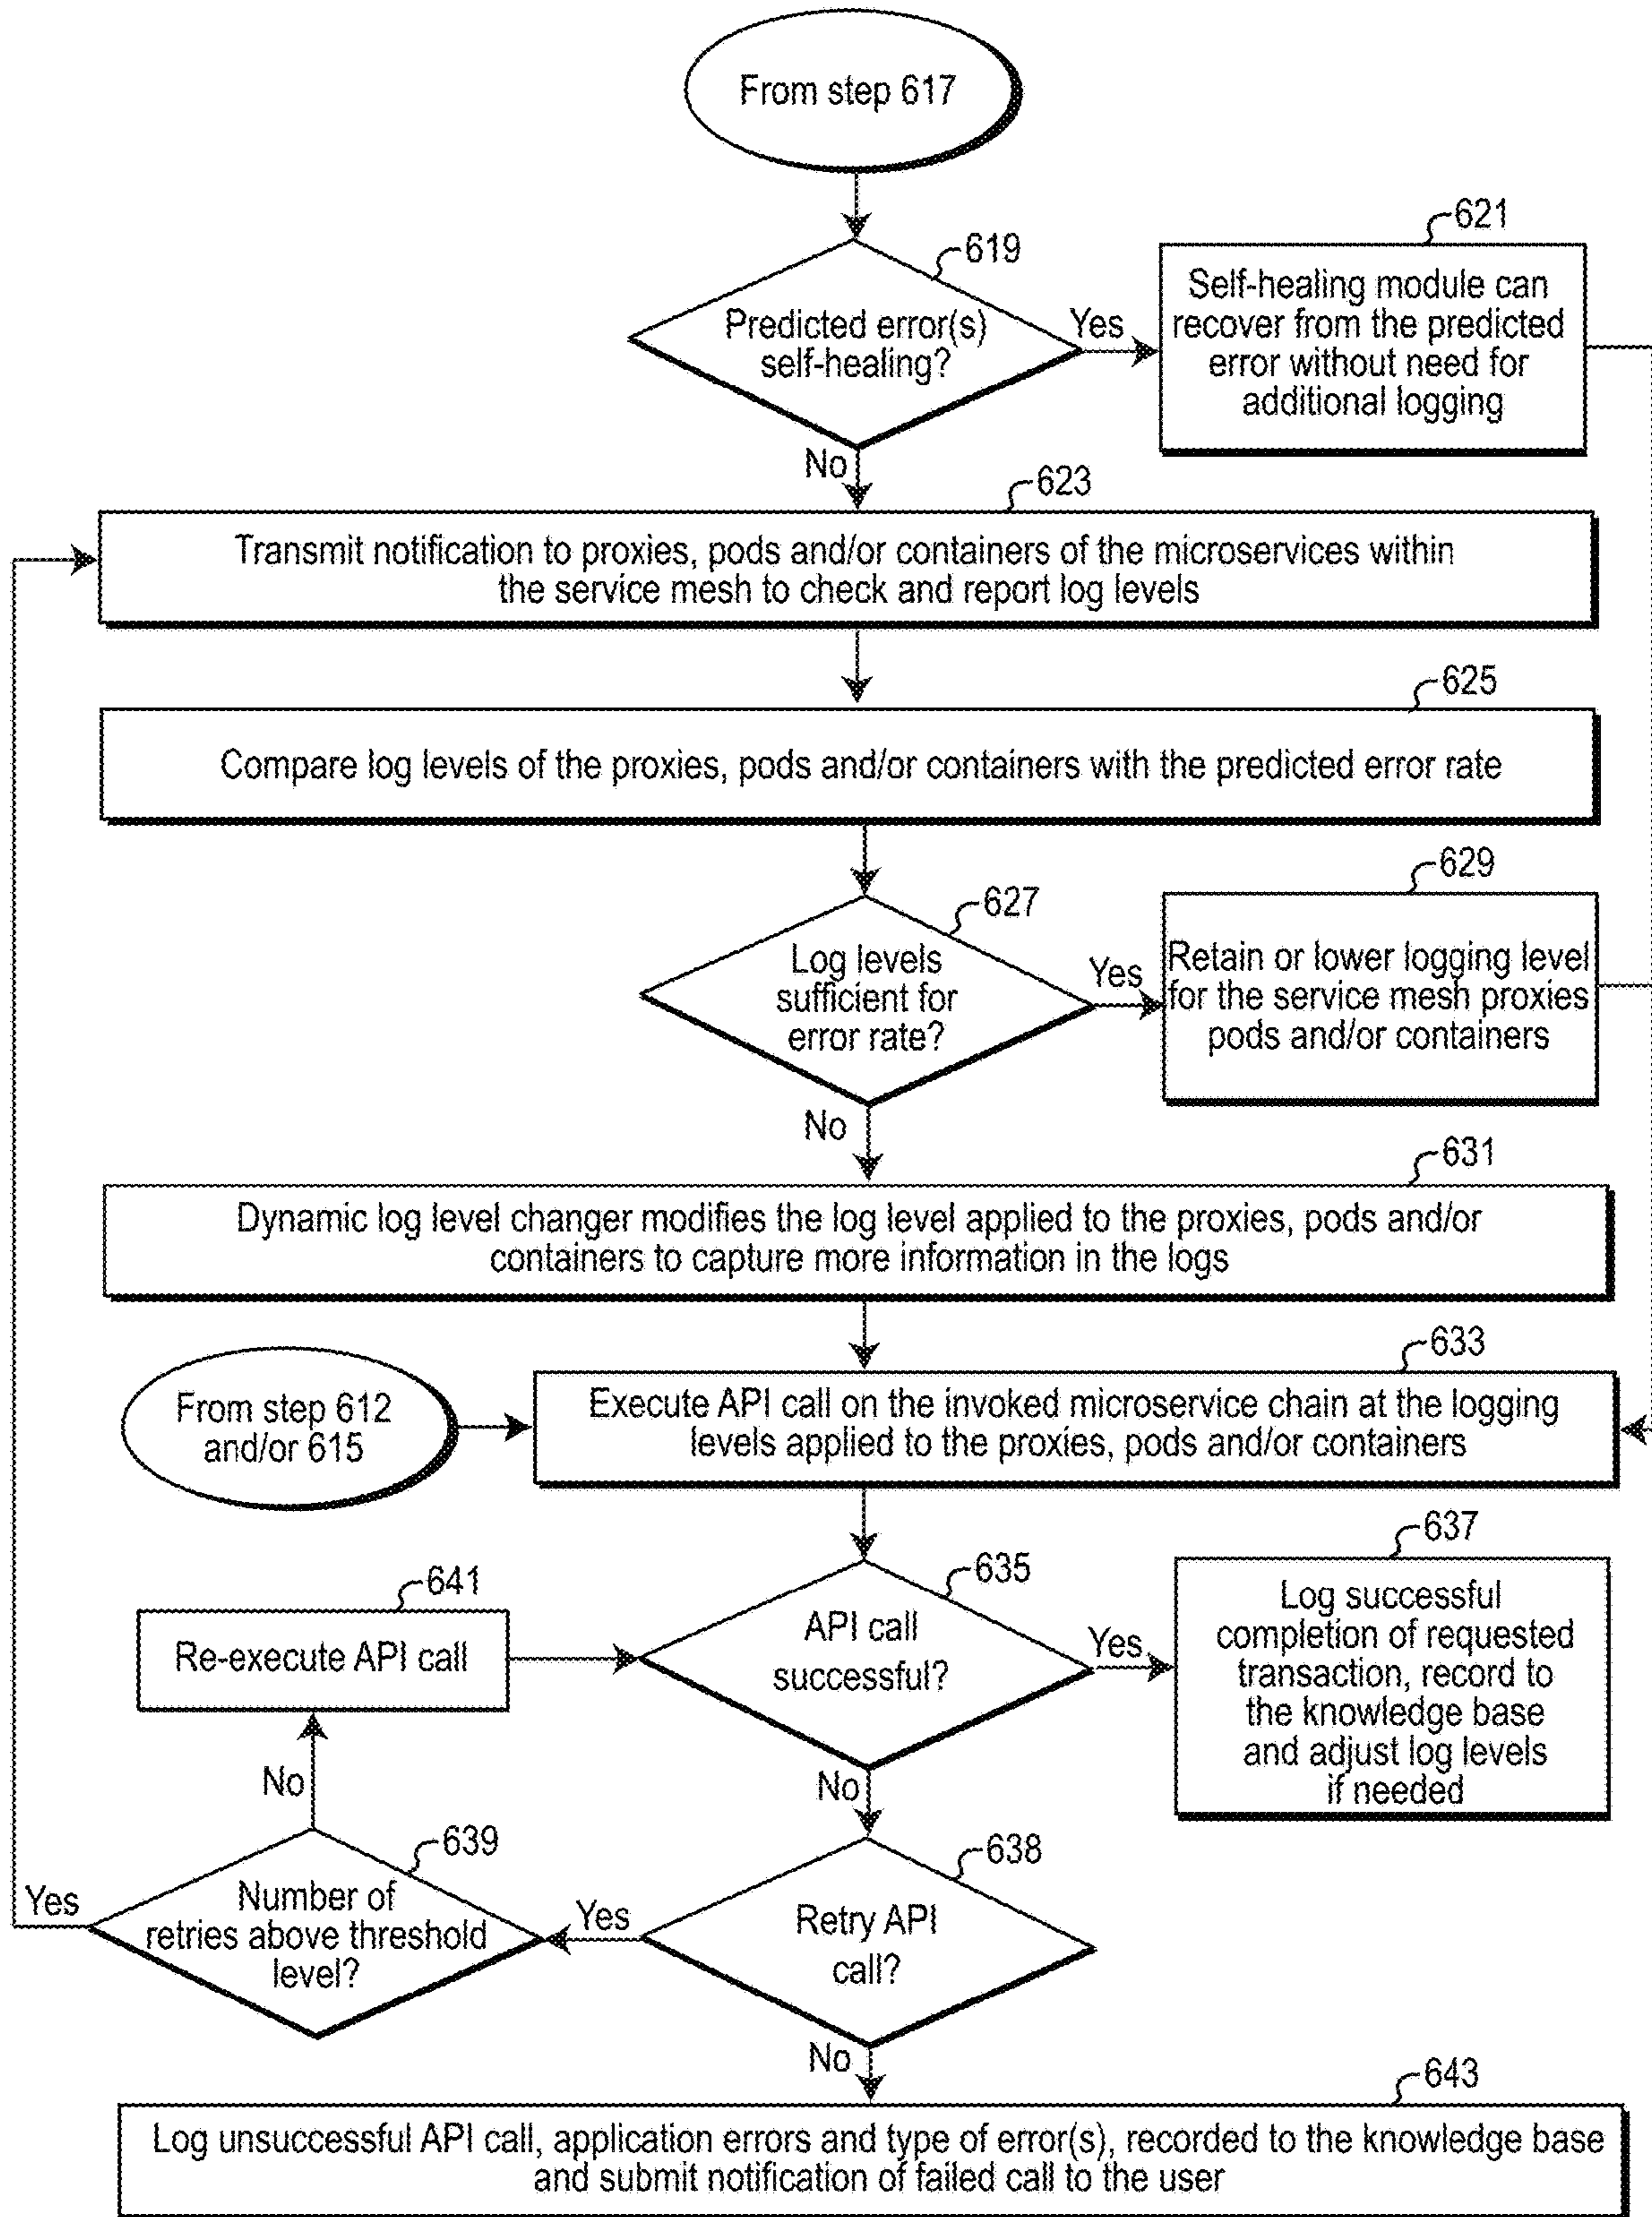 From step 617
619
Predicted error(s)
self-healing?
Yes
621
Self-healing module can
recover from the predicted
error without need for
additional logging
No
623
Transmit notification to proxies, pods and/or containers of the microservices within
the service mesh to check and report log levels
625
Compare log levels of the proxies, pods and/or containers with the predicted error rate
627
Log levels
sufficient for
error rate?
Yes
629
Retain or lower logging level
for the service mesh proxies
pods and/or containers
No
631
Dynamic log level changer modifies the log level applied to the proxies, pods and/or
containers to capture more information in the logs
From step 612
and/or 615
633
Execute API call on the invoked microservice chain at the logging
levels applied to the proxies, pods and/or containers
635
API call
successful?
Yes
637
Log successful
completion of requested
transaction, record to
the knowledge base
and adjust log levels
if needed
641
Re-execute API call
No
No
638
Retry API
call?
Yes
639
Number of
retries above threshold
level?
Yes
No
643
Log unsuccessful API call, application errors and type of error(s), recorded to the knowledge base
and submit notification of failed call to the user